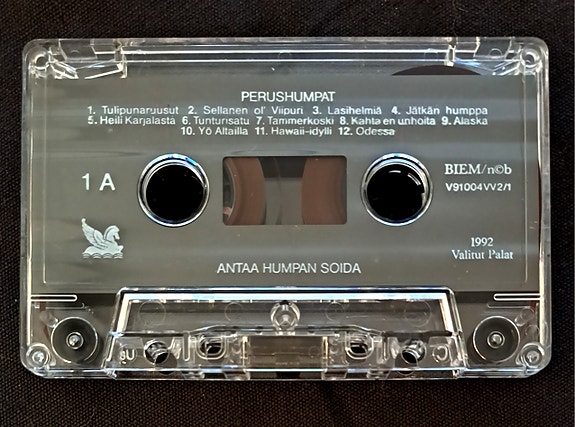 PERUSHUMPAT
1. Tulipunaruusut 2. Sellanen ol' Viipuri 3. Lasihelmiä 4. Jätkän humppa
5. Heili Karjalasta 6. Tunturisatu 7. Tammerkoski 8. Kahta en unhoita 9. Alaska
10. Yö Altailla 11. Hawaii-idylli 12. Odessa
1 A
BIEM/n©b
V91004VV2/1
1992
Valitut Palat
ANTAA HUMPAN SOIDA